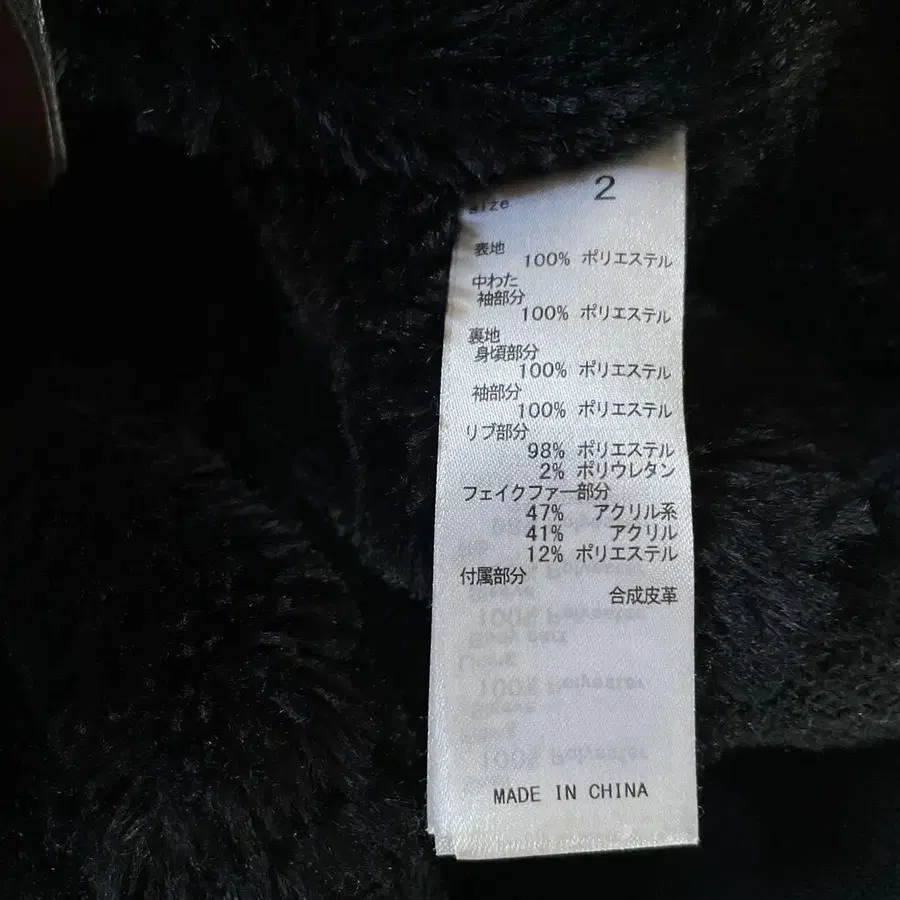 size 2
表地
100% ポリエステル
中わた
袖部分
100% ポリエステル
裏地
身頃部分
100% ポリエステル
袖部分
100% ポリエステル
リブ部分
98% ポリエステル
2% ポリウレタン
フェイクファー部分
47% アクリル系
41% アクリル
12% ポリエステル
付属部分
合成皮革
MADE IN CHINA